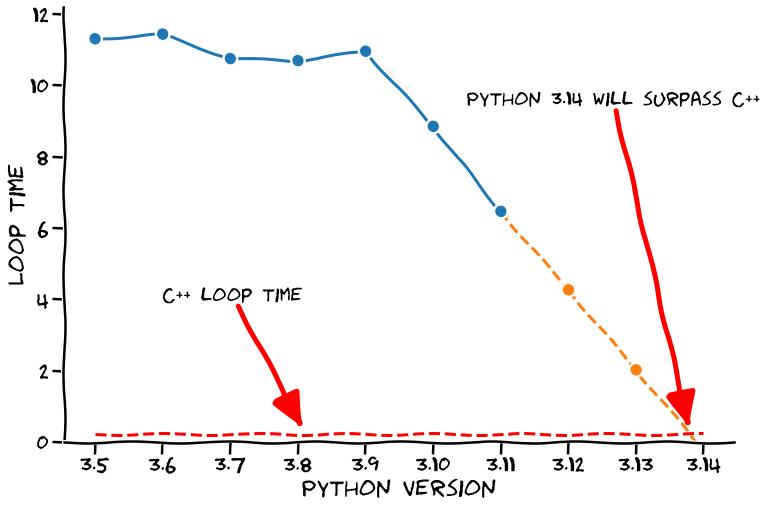 12
10
8
6
4
2
0
LOOP TIME
PYTHON 3.14 WILL SURPASS C++
C++ LOOP TIME
3.5 3.6 3.7 3.8 3.9 3.10 3.11 3.12 3.13 3.14
PYTHON VERSION